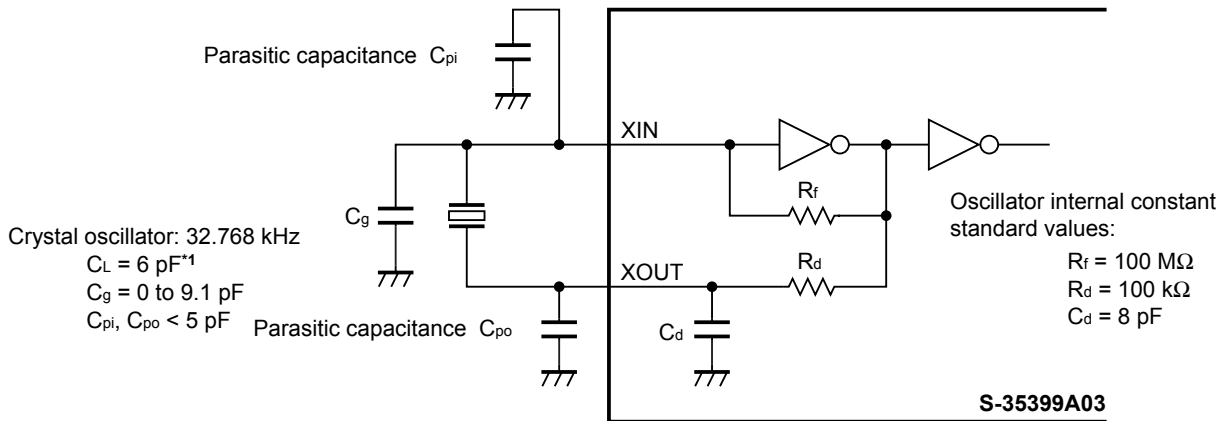 Parasitic capacitance Cpi
XIN
Rf
Cg
Crystal oscillator: 32.768 kHz
CL = 6 pF*1
Cg = 0 to 9.1 pF
Cpi, Cpo < 5 pF
Oscillator internal constant
standard values:
Rf = 100 MΩ
Rd = 100 kΩ
Cd = 8 pF
XOUT
Rd
Parasitic capacitance Cpo
Cd
S-35399A03